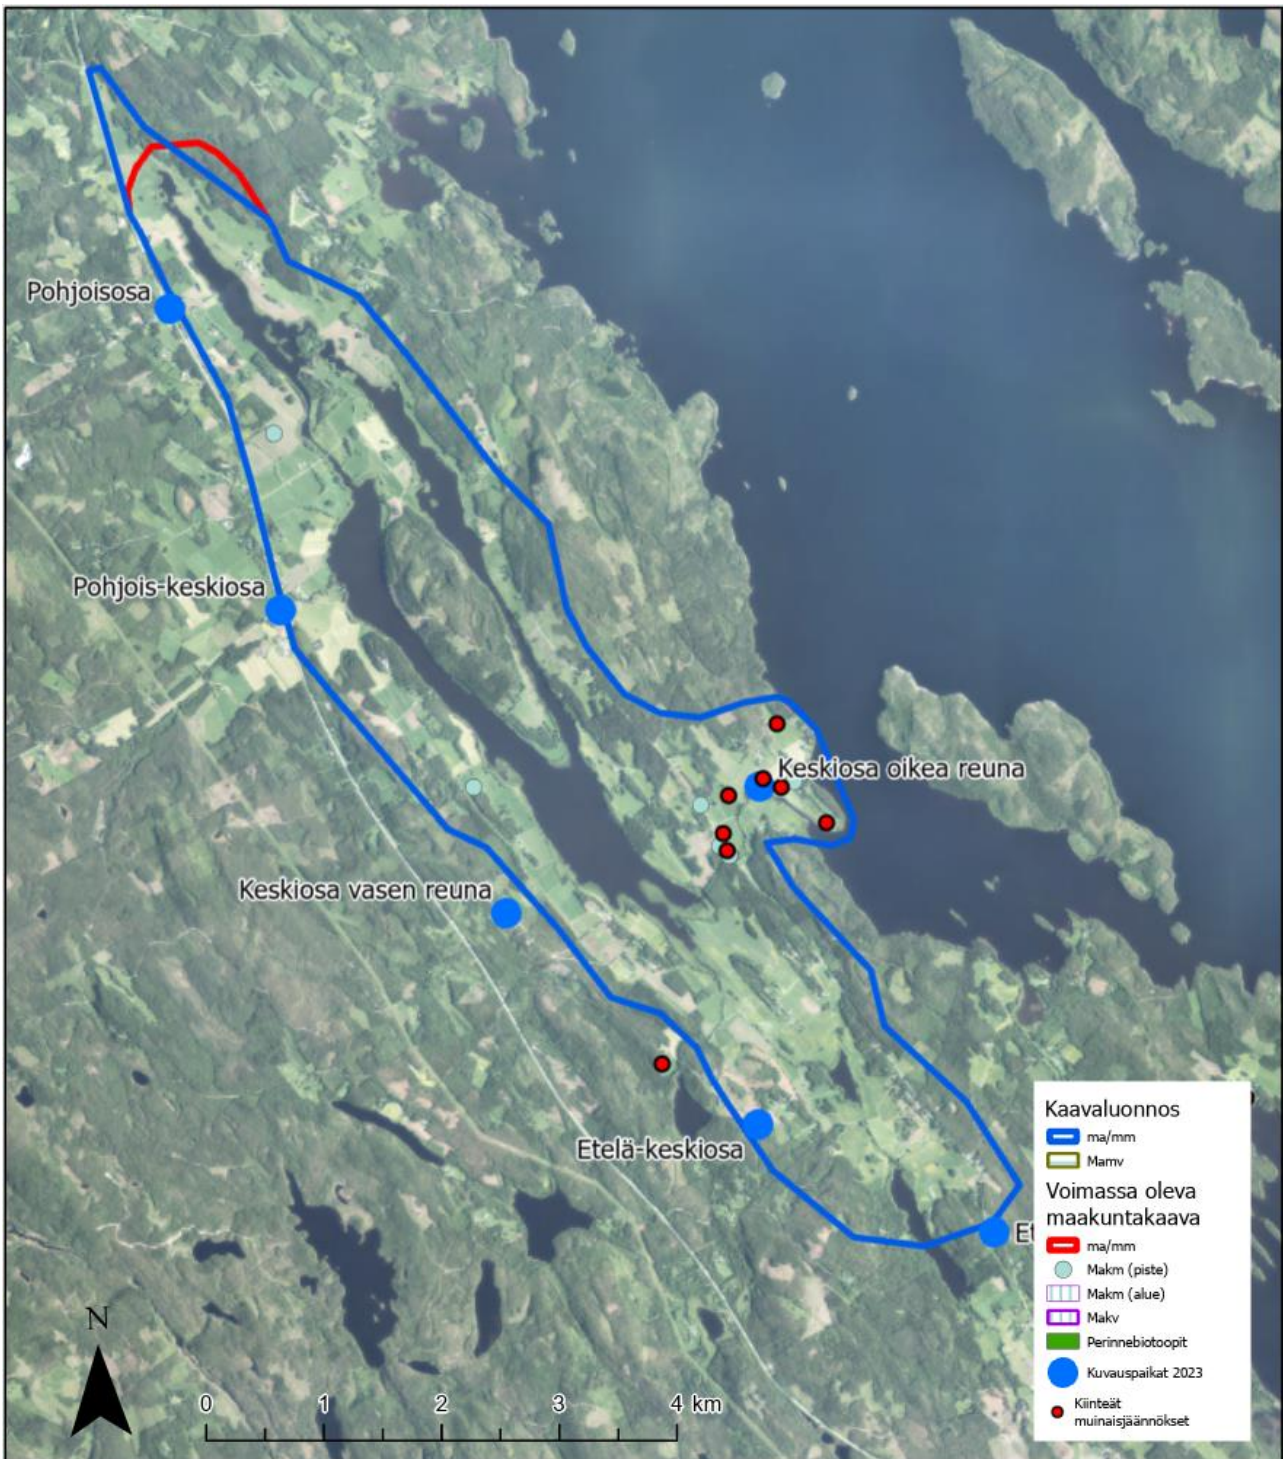 Pohjoisosa
Pohjois-keskiosa
Keskiosa oikea reuna
Keskiosa vasen reuna
Etelä-keskiosa
Kaavaluonnos
ma/mm
Mamv
Voimassa oleva
maakuntakaava
ma/mm
Makm (piste)
Makm (alue)
Makv
Perinnebiotoopit
Kuvauspaikat 2023
Kiinteät
muinaisjäännökset
N
0 1 2 3 4 km